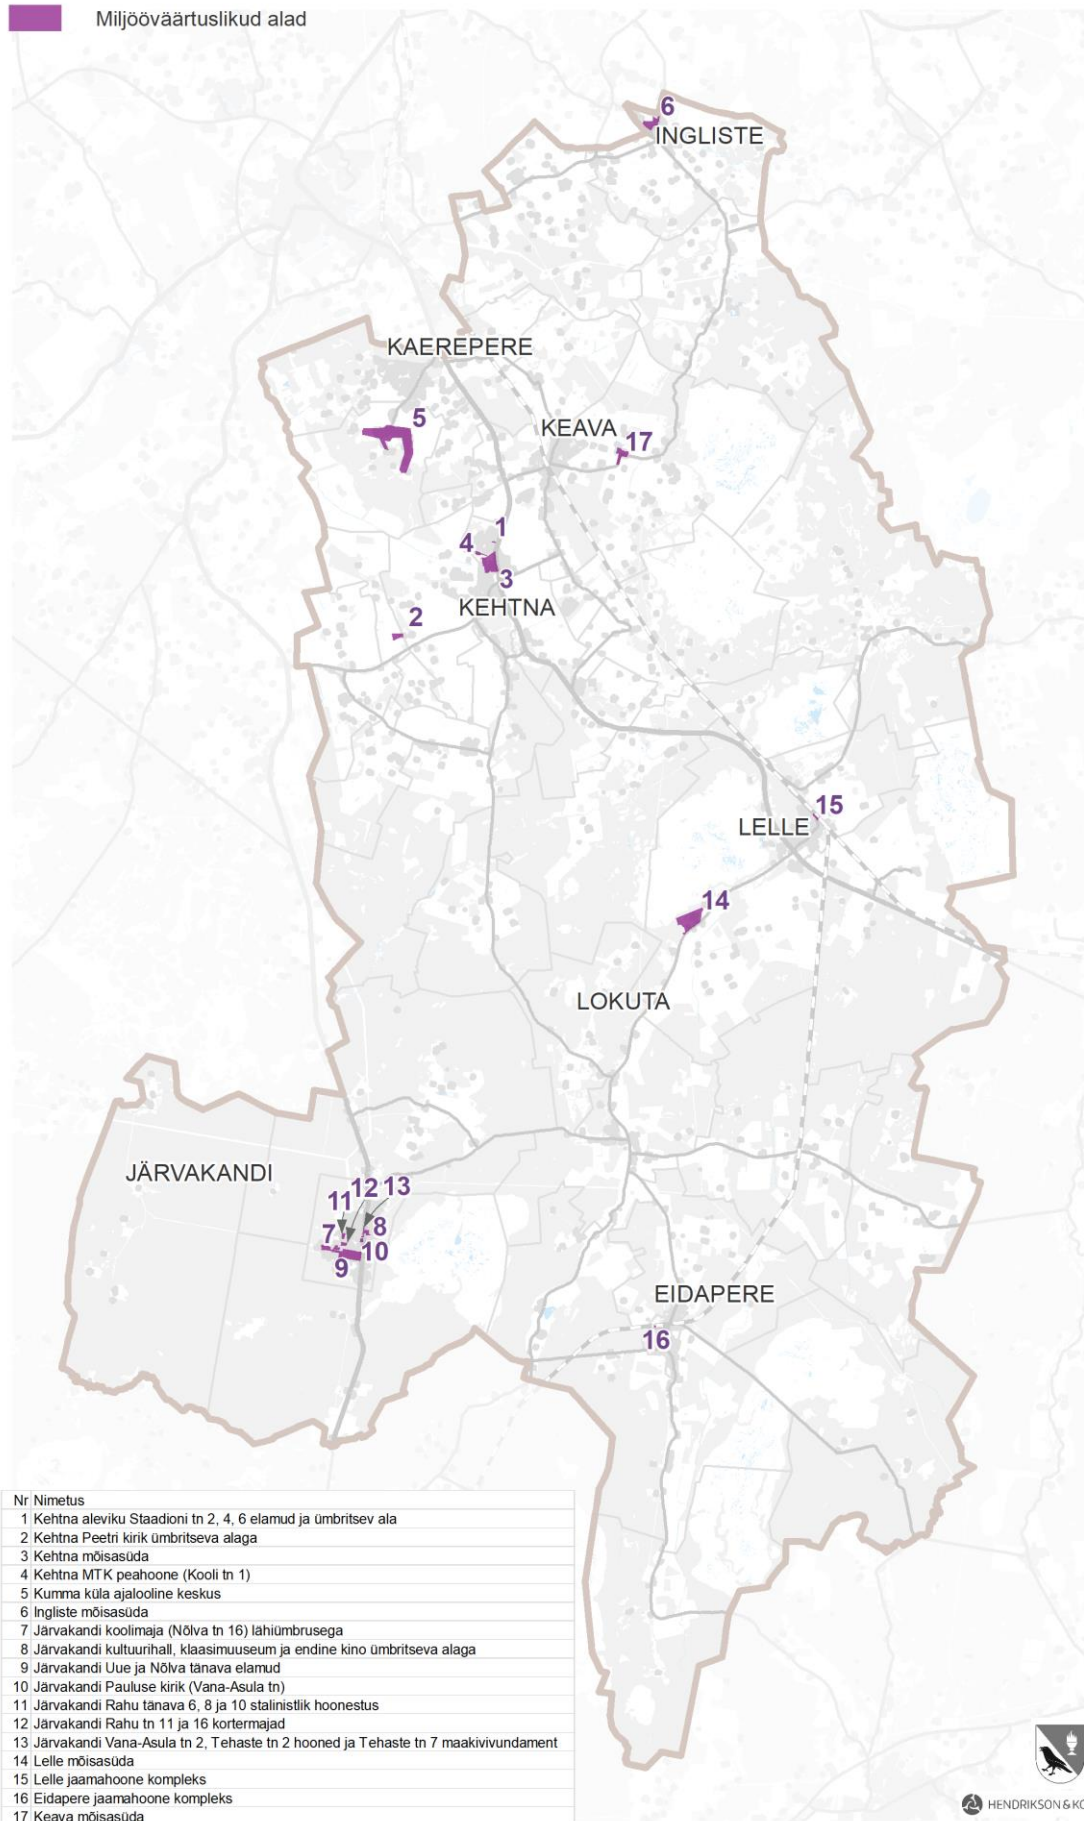 Miljööväärtuslikud alad
6
INGLISTE
KAEREPERE
5
KEAVA
17
1
4
3
KEHTNA
2
15
LELLE
14
LOKUTA
JÄRVAKANDI
12
13
11
7
8
10
9
EIDAPERE
16
Nr Nimetus
1 Kehtna aleviku Staadioni tn 2, 4, 6 elamud ja ümbritsev ala
2 Kehtna Peetri kirik ümbritseva alaga
3 Kehtna mõisasüda
4 Kehtna MTK peahoone (Kooli tn 1)
5 Kumma küla ajalooline keskus
6 Ingliste mõisasüda
7 Järvakandi koolimaja (Nõlva tn 16) lähiümbrusega
8 Järvakandi kultuurihall, klaasimuuseum ja endine kino ümbritseva alaga
9 Järvakandi Uue ja Nõlva tänava elamud
10 Järvakandi Pauluse kirik (Vana-Asula tn)
11 Järvakandi Rahu tänava 6, 8 ja 10 stalinistlik hoonestus
12 Järvakandi Rahu tn 11 ja 16 kortermajad
13 Järvakandi Vana-Asula tn 2, Tehaste tn 2 hooned ja Tehaste tn 7 maakivivundament
14 Lelle mõisasüda
15 Lelle jaamahoone kompleks
16 Eidapere jaamahoone kompleks
17 Keava mõisasüda
HENDRIKSON & KO